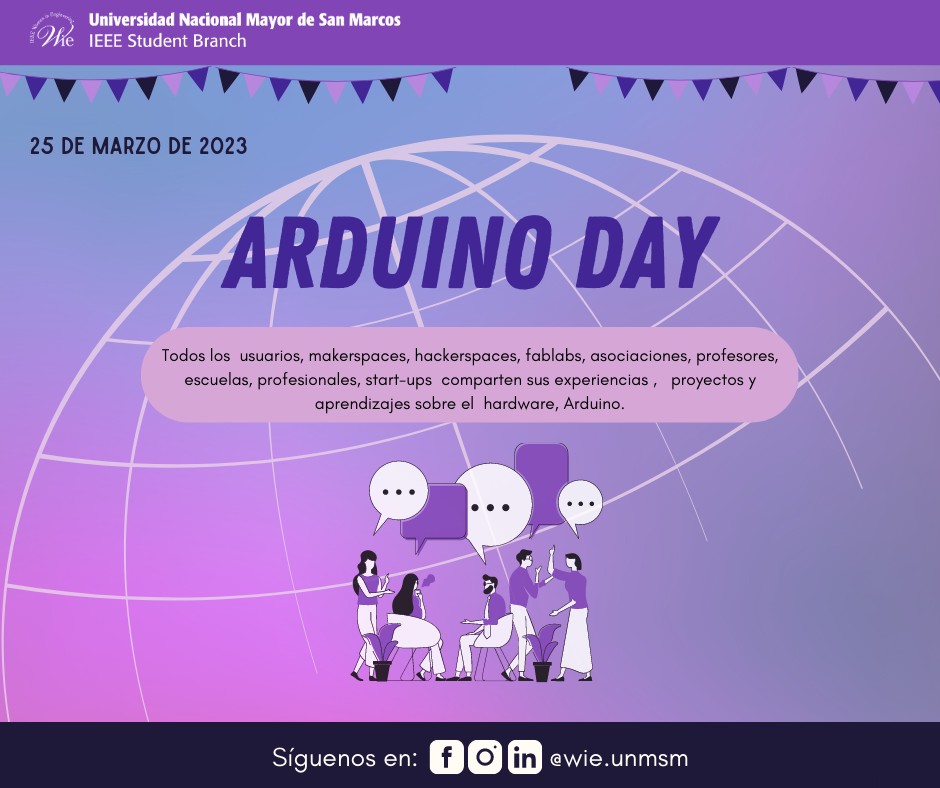 IEEE Women in Engineering
Wie
Universidad Nacional Mayor de San Marcos
IEEE Student Branch
25 DE MARZO DE 2023
ARDUINO DAY
Todos los usuarios, makerspaces, hackerspaces, fablabs, asociaciones, profesores,
escuelas, profesionales, start-ups comparten sus experiencias , proyectos y
aprendizajes sobre el hardware, Arduino.
Síguenos en: @wie.unmsm